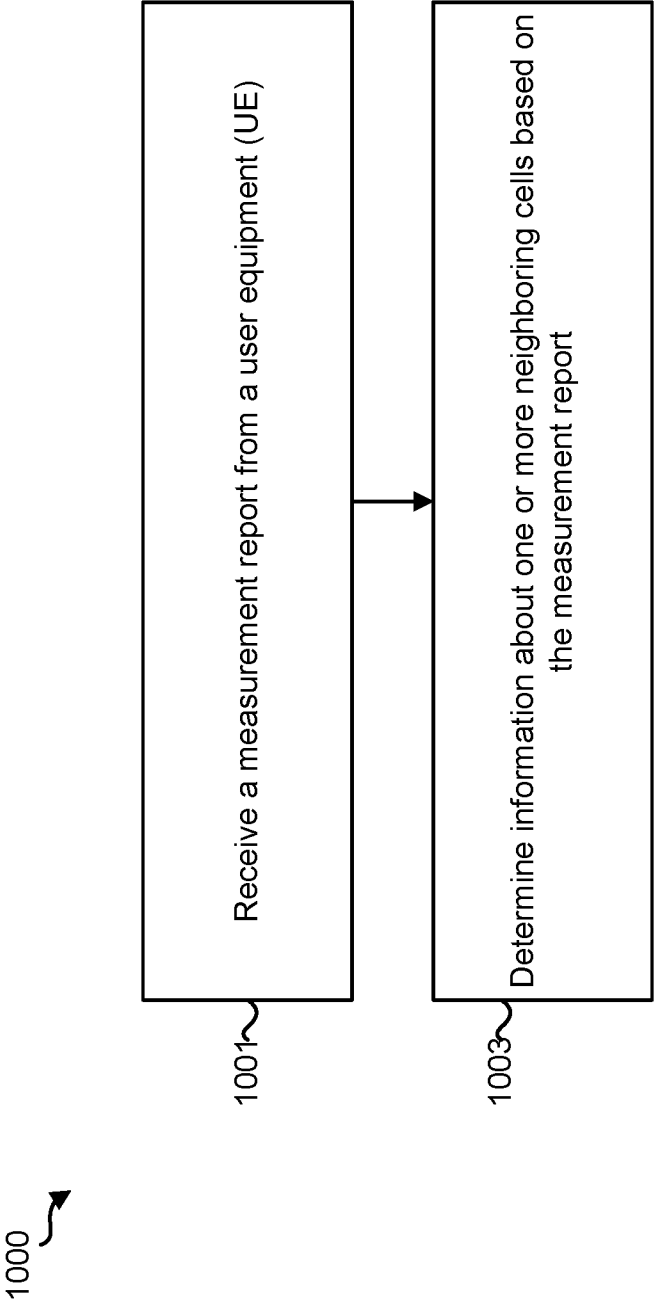 1000
1001
Receive a measurement report from a user equipment (UE)
1003
Determine information about one or more neighboring cells based on
the measurement report